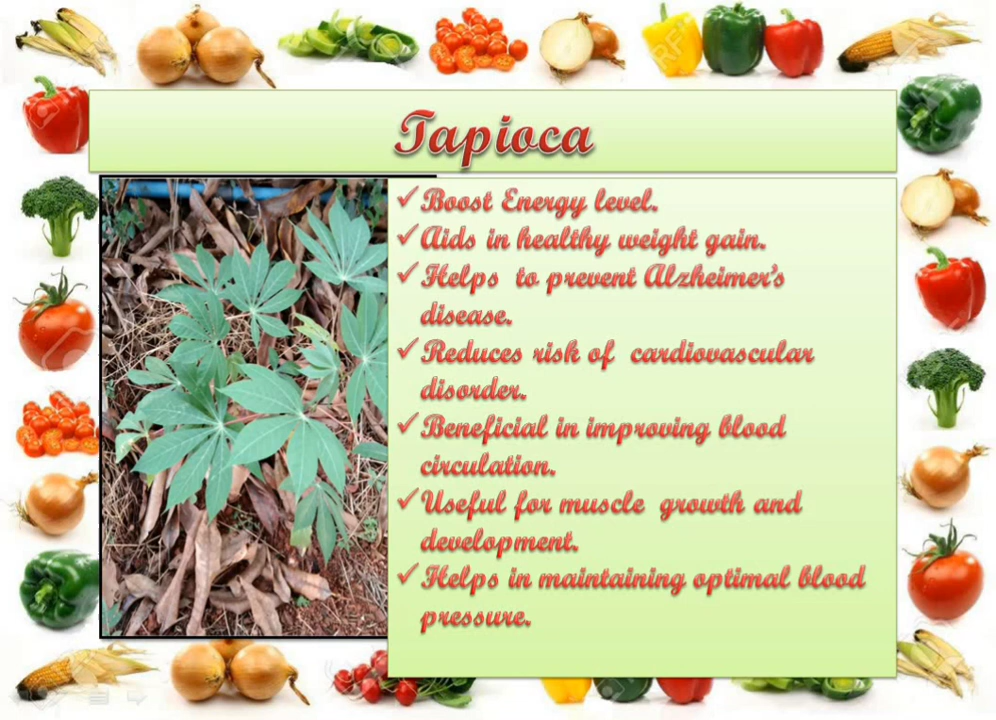 Tapioca
✓Boost Energy level.
✓Aids in healthy weight gain.
✓Helps to prevent Alzheimer's
disease.
✓Reduces risk of cardiovascular
disorder.
✓Beneficial in improving blood
circulation.
✓Useful for muscle growth and
development.
✓Helps in maintaining optimal blood
pressure.